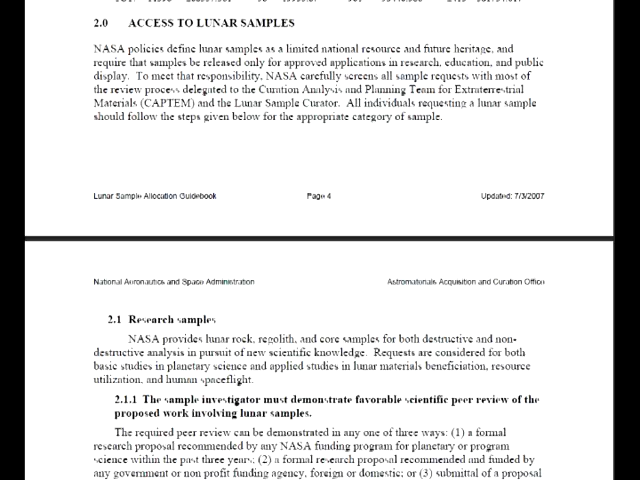 2.0 ACCESS TO LUNAR SAMPLES
NASA policies define lunar samples as a limited national resource and future heritage, and
require that samples be released only for approved applications in research, education, and public
display. To meet that responsibility, NASA carefully screens all sample requests with most of
the review process delegated to the Curation Analysis and Planning Team for Extraterrestrial
Materials (CAPTEM) and the Lunar Sample Curator. All individuals requesting a lunar sample
should follow the steps given below for the appropriate category of sample.
Lunar Sample Allocation Guidebook Page 4 Updated: 7/3/2007
National Aeronautics and Space Administration Astromaterials Acquisition and Curation Office
2.1 Research samples
NASA provides lunar rock, regolith, and core samples for both destructive and non-
destructive analysis in pursuit of new scientific knowledge. Requests are considered for both
basic studies in planetary science and applied studies in lunar materials beneficiation, resource
utilization, and human spaceflight.
2.1.1 The sample investigator must demonstrate favorable scientific peer review of the
proposed work involving lunar samples.
The required peer review can be demonstrated in any one of three ways: (1) a formal
research proposal recommended by any NASA funding program for planetary or program
science within the past three years; (2) a formal research proposal recommended and funded by
any government or non profit funding agency, foreign or domestic; or (3) submittal of a proposal